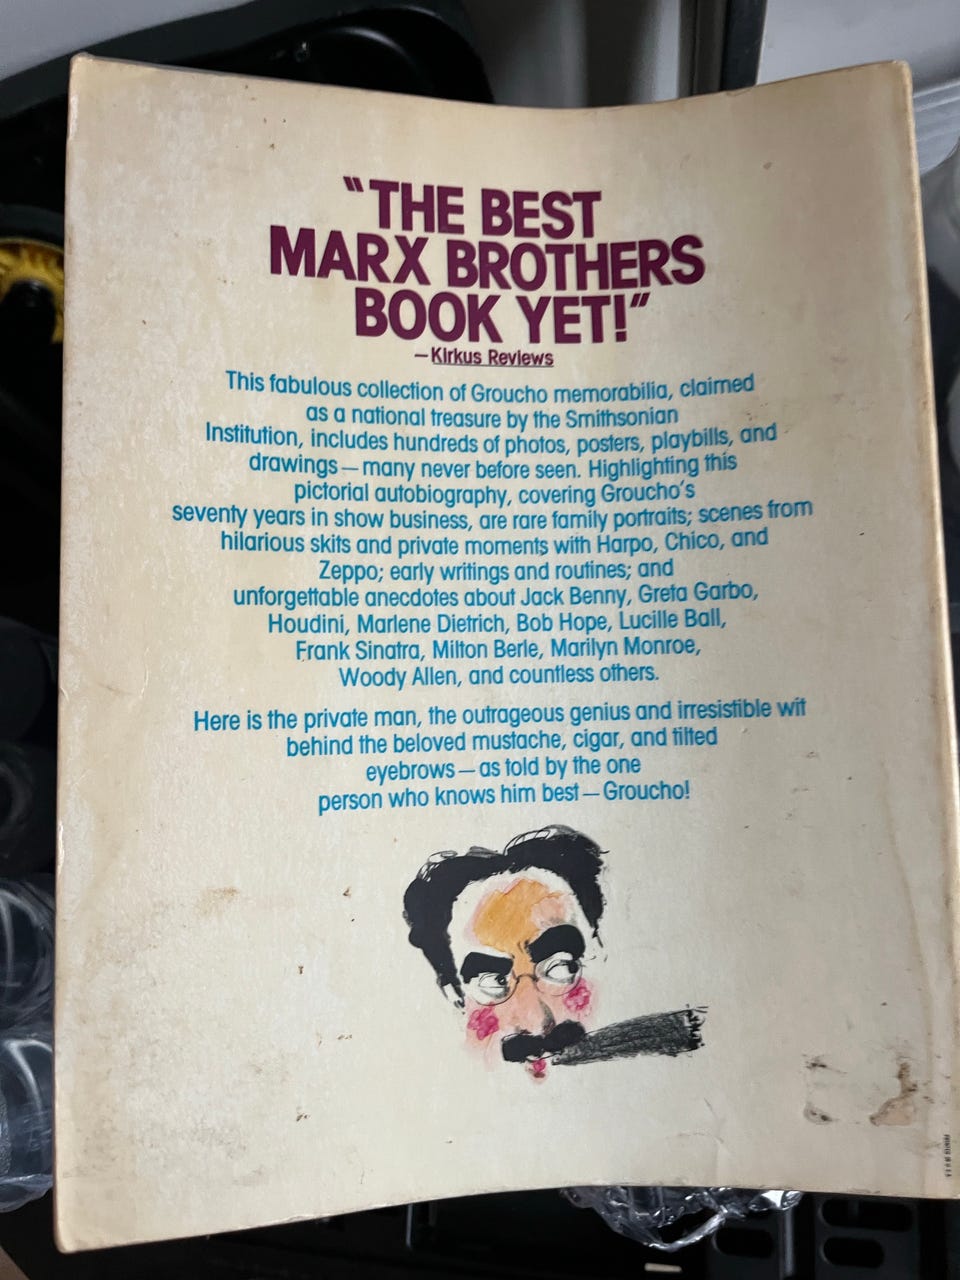 "THE BEST
MARX BROTHERS
BOOK YET!"
—Kirkus Reviews
This fabulous collection of Groucho memorabilia, claimed
as a national treasure by the Smithsonian
Institution, includes hundreds of photos, posters, playbills, and
drawings—many never before seen. Highlighting this
pictorial autobiography, covering Groucho's
seventy years in show business, are rare family portraits; scenes from
hilarious skits and private moments with Harpo, Chico, and
Zeppo; early writings and routines; and
unforgettable anecdotes about Jack Benny, Greta Garbo,
Houdini, Marlene Dietrich, Bob Hope, Lucille Ball,
Frank Sinatra, Milton Berle, Marilyn Monroe,
Woody Allen, and countless others.
Here is the private man, the outrageous genius and irresistible wit
behind the beloved mustache, cigar, and tilted
eyebrows—as told by the one
person who knows him best—Groucho!
PRINTED IN U.S.A.